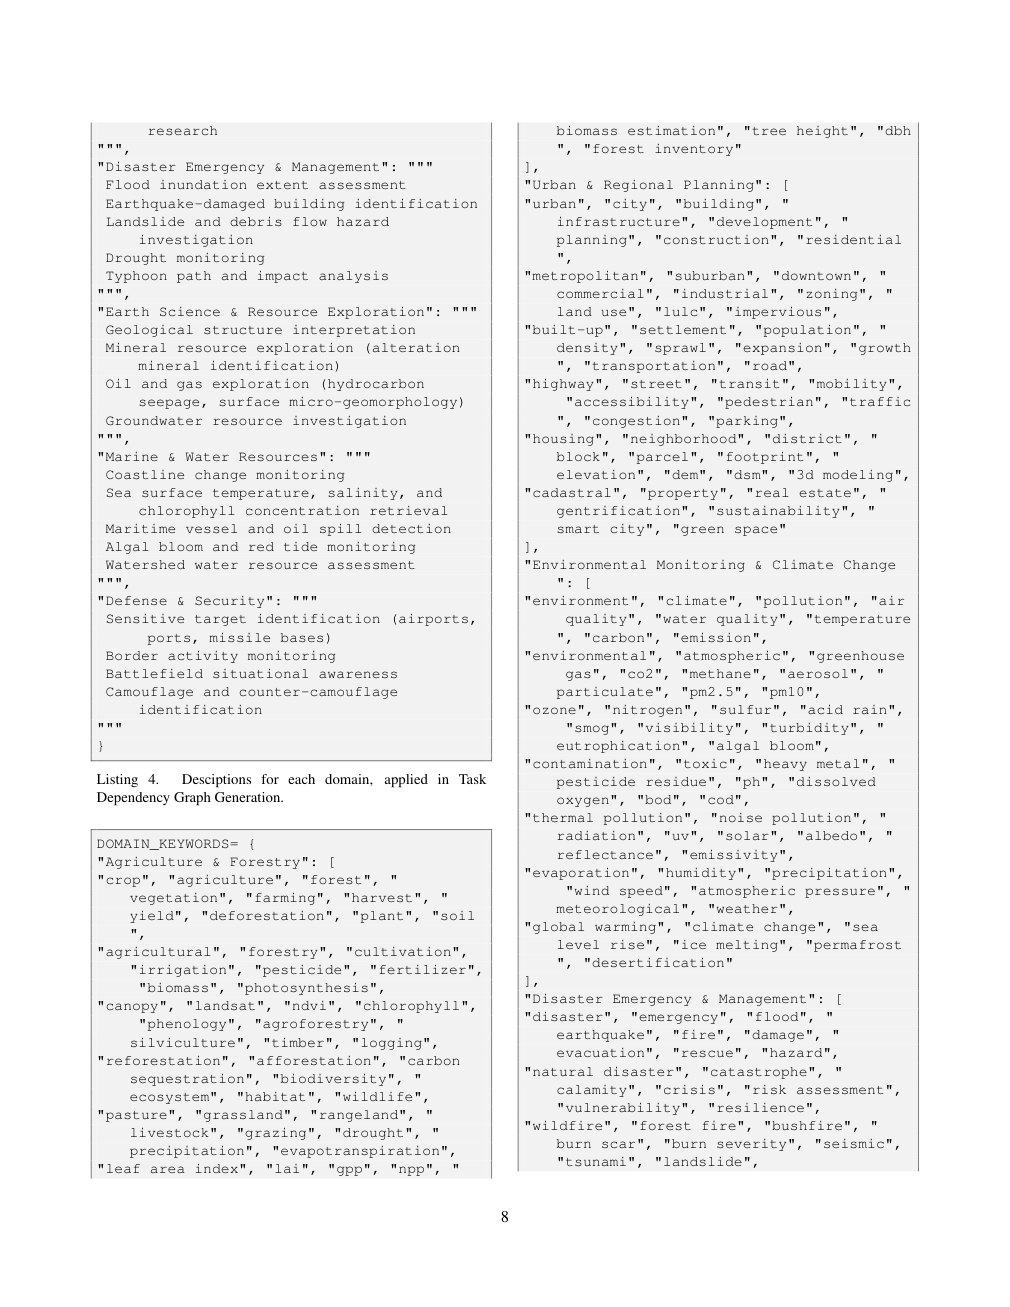 research
""",
"Disaster Emergency & Management": """
Flood inundation extent assessment
Earthquake-damaged building identification
Landslide and debris flow hazard
investigation
Drought monitoring
Typhoon path and impact analysis
""",
"Earth Science & Resource Exploration": """
Geological structure interpretation
Mineral resource exploration (alteration
mineral identification)
Oil and gas exploration (hydrocarbon
seepage, surface micro-geomorphology)
Groundwater resource investigation
""",
"Marine & Water Resources": """
Coastline change monitoring
Sea surface temperature, salinity, and
chlorophyll concentration retrieval
Maritime vessel and oil spill detection
Algal bloom and red tide monitoring
Watershed water resource assessment
""",
"Defense & Security": """
Sensitive target identification (airports,
ports, missile bases)
Border activity monitoring
Battlefield situational awareness
Camouflage and counter-camouflage
identification
"""
}
Listing 4. Desciptions for each domain, applied in Task
Dependency Graph Generation.
DOMAIN_KEYWORDS= {
"Agriculture & Forestry": [
"crop", "agriculture", "forest", "
vegetation", "farming", "harvest", "
yield", "deforestation", "plant", "soil
",
"agricultural", "forestry", "cultivation",
"irrigation", "pesticide", "fertilizer",
"biomass", "photosynthesis",
"canopy", "landsat", "ndvi", "chlorophyll",
"phenology", "agroforestry", "
silviculture", "timber", "logging",
"reforestation", "afforestation", "carbon
sequestration", "biodiversity", "
ecosystem", "habitat", "wildlife",
"pasture", "grassland", "rangeland", "
livestock", "grazing", "drought", "
precipitation", "evapotranspiration",
"leaf area index", "lai", "gpp", "npp", "
biomass estimation", "tree height", "dbh
", "forest inventory"
],
"Urban & Regional Planning": [
"urban", "city", "building", "
infrastructure", "development", "
planning", "construction", "residential
",
"metropolitan", "suburban", "downtown", "
commercial", "industrial", "zoning", "
land use", "lulc", "impervious",
"built-up", "settlement", "population", "
density", "sprawl", "expansion", "growth
", "transportation", "road",
"highway", "street", "transit", "mobility",
"accessibility", "pedestrian", "traffic
", "congestion", "parking",
"housing", "neighborhood", "district", "
block", "parcel", "footprint", "
elevation", "dem", "dsm", "3d modeling",
"cadastral", "property", "real estate", "
gentrification", "sustainability", "
smart city", "green space"
],
"Environmental Monitoring & Climate Change
": [
"environment", "climate", "pollution", "air
quality", "water quality", "temperature
", "carbon", "emission",
"environmental", "atmospheric", "greenhouse
gas", "co2", "methane", "aerosol", "
particulate", "pm2.5", "pm10",
"ozone", "nitrogen", "sulfur", "acid rain",
"smog", "visibility", "turbidity", "
eutrophication", "algal bloom",
"contamination", "toxic", "heavy metal", "
pesticide residue", "ph", "dissolved
oxygen", "bod", "cod",
"thermal pollution", "noise pollution", "
radiation", "uv", "solar", "albedo", "
reflectance", "emissivity",
"evaporation", "humidity", "precipitation",
"wind speed", "atmospheric pressure", "
meteorological", "weather",
"global warming", "climate change", "sea
level rise", "ice melting", "permafrost
", "desertification"
],
"Disaster Emergency & Management": [
"disaster", "emergency", "flood", "
earthquake", "fire", "damage", "
evacuation", "rescue", "hazard",
"natural disaster", "catastrophe", "
calamity", "crisis", "risk assessment",
"vulnerability", "resilience",
"wildfire", "forest fire", "bushfire", "
burn scar", "burn severity", "seismic",
"tsunami", "landslide",
8